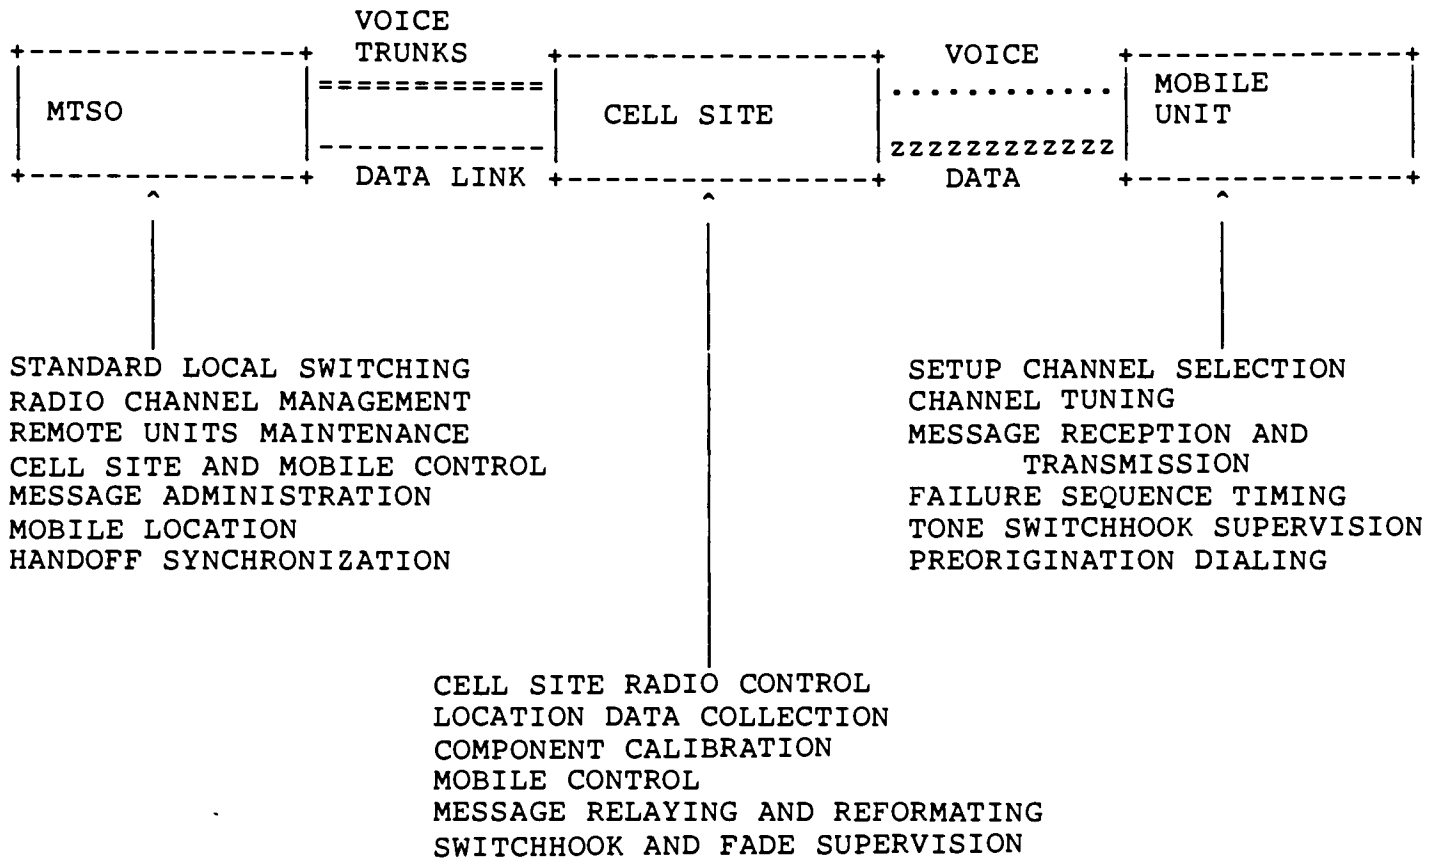 VOICE
TRUNKS
VOICE
MTSO
CELL SITE
MOBILE
UNIT
zzzzzzzzzzzz
DATA LINK
DATA
STANDARD LOCAL SWITCHING
RADIO CHANNEL MANAGEMENT
REMOTE UNITS MAINTENANCE
CELL SITE AND MOBILE CONTROL
MESSAGE ADMINISTRATION
MOBILE LOCATION
HANDOFF SYNCHRONIZATION
SETUP CHANNEL SELECTION
CHANNEL TUNING
MESSAGE RECEPTION AND
TRANSMISSION
FAILURE SEQUENCE TIMING
TONE SWITCHHOOK SUPERVISION
PREORIGINATION DIALING
CELL SITE RADIO CONTROL
LOCATION DATA COLLECTION
COMPONENT CALIBRATION
MOBILE CONTROL
MESSAGE RELAYING AND REFORMATING
SWITCHHOOK AND FADE SUPERVISION